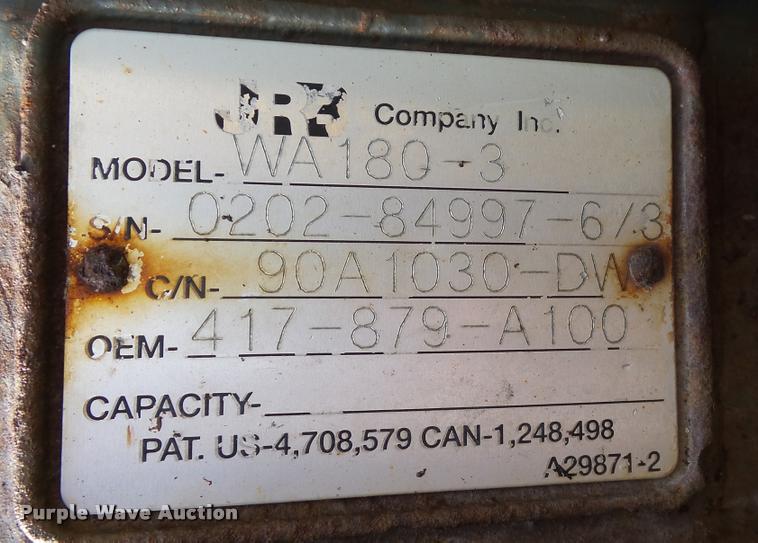 JRB Company Inc.
MODEL- WA180-3
S/N- 0202-84997-6/3
C/N- 90A1030-DW
OEM- 417-879-A100
CAPACITY-
PAT. US-4,708,579 CAN-1,248,498
A29871-2
Purple Wave Auction